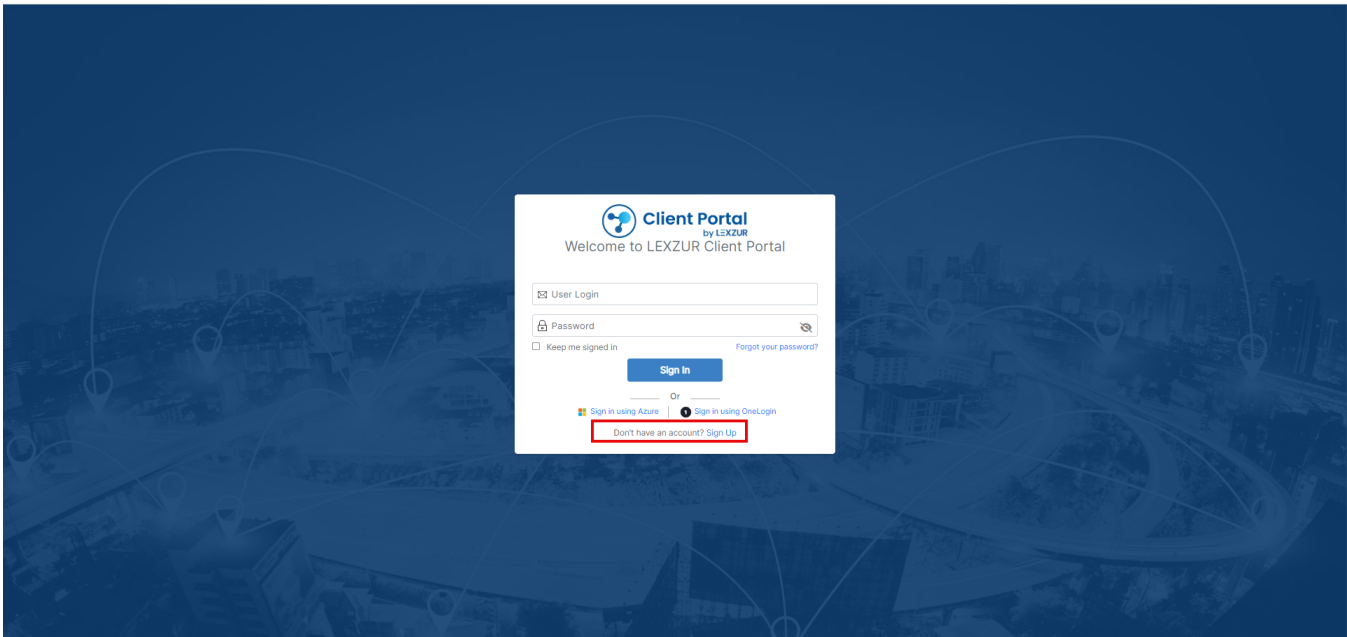 Client Portal
by LEXZUR
Welcome to LEXZUR Client Portal
User Login
Password
Keep me signed in Forgot your password?
Sign In
Or
Sign in using Azure 1 Sign in using OneLogin
Don't have an account? Sign Up